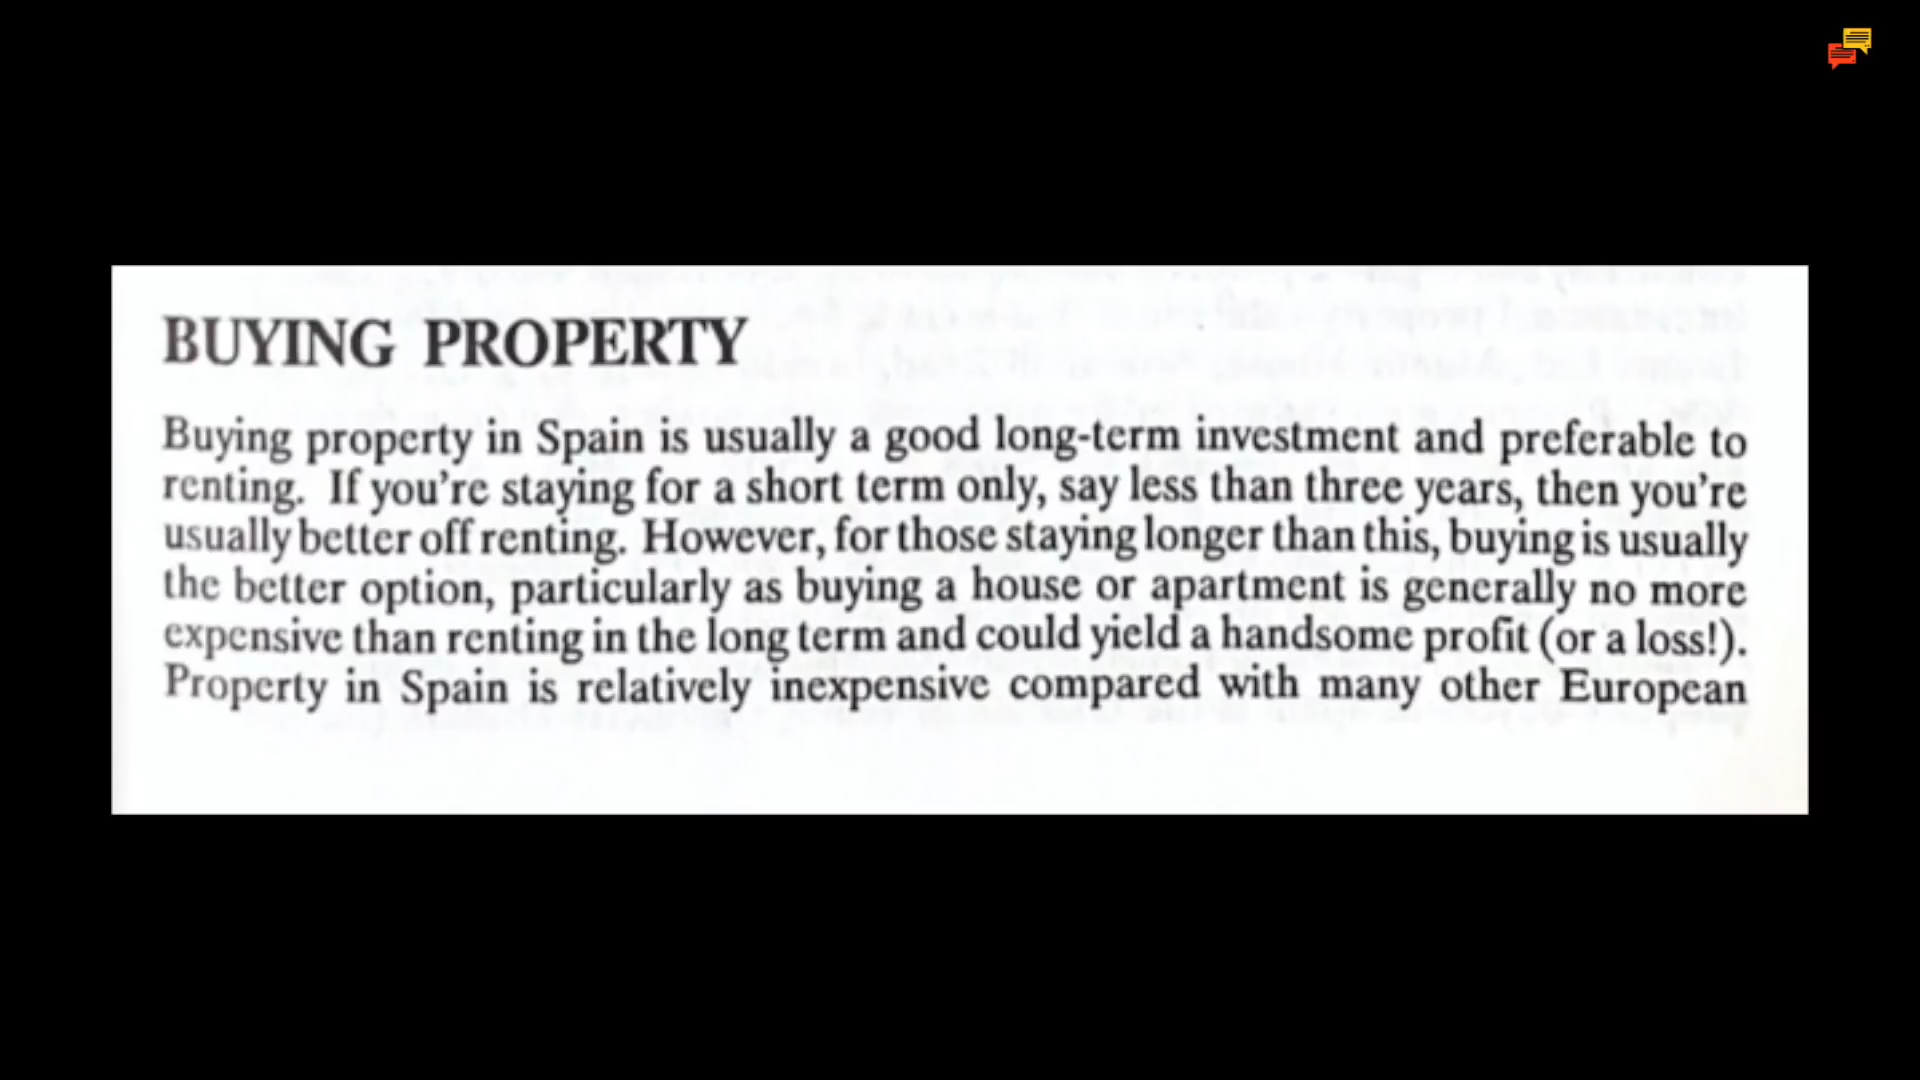 BUYING PROPERTY
Buying property in Spain is usually a good long-term investment and preferable to
renting. If you're staying for a short term only, say less than three years, then you're
usually better off renting. However, for those staying longer than this, buying is usually
the better option, particularly as buying a house or apartment is generally no more
expensive than renting in the long term and could yield a handsome profit (or a loss!).
Property in Spain is relatively inexpensive compared with many other European